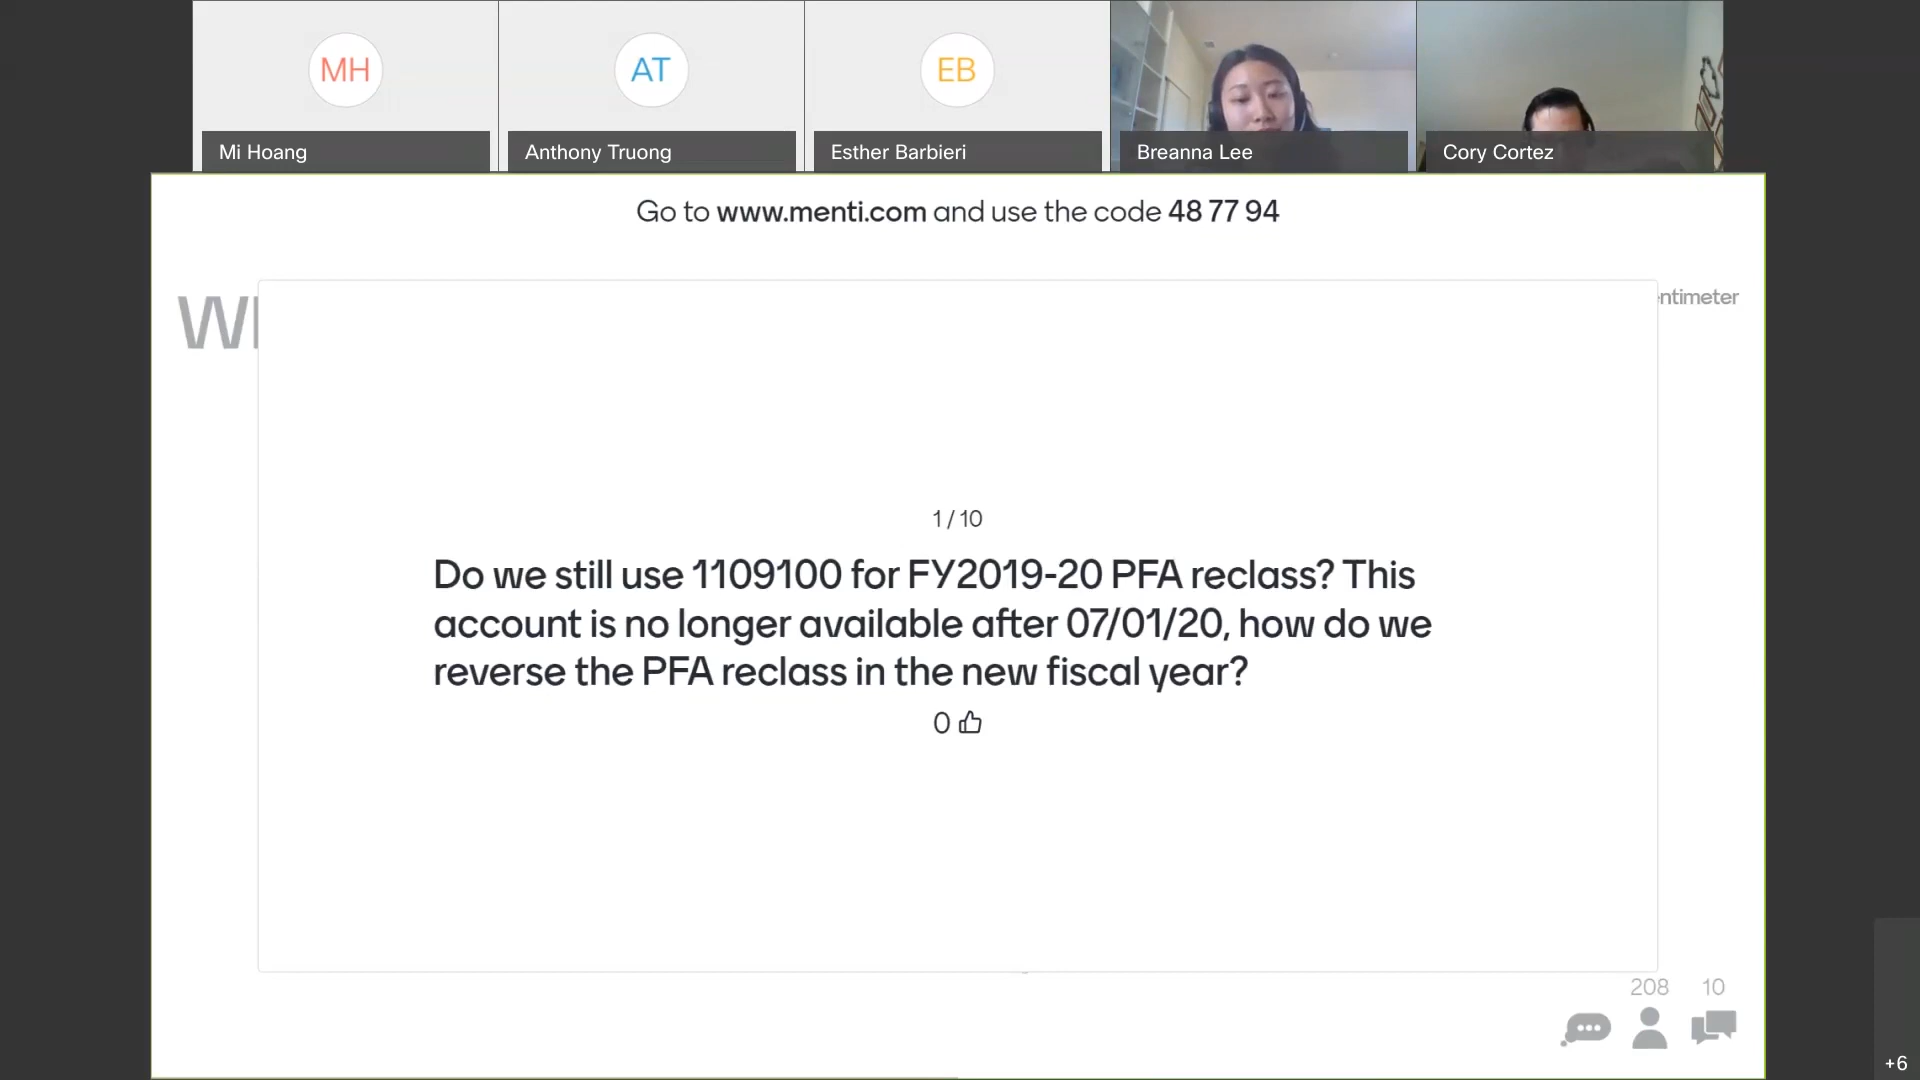 MH
AT
EB
Mi Hoang
Anthony Truong
Esther Barbieri
Breanna Lee
Cory Cortez
Go to www.menti.com and use the code 48 77 94
entimeter
1 / 10
Do we still use 1109100 for FY2019-20 PFA reclass? This
account is no longer available after 07/01/20, how do we
reverse the PFA reclass in the new fiscal year?
0
208 10
+6